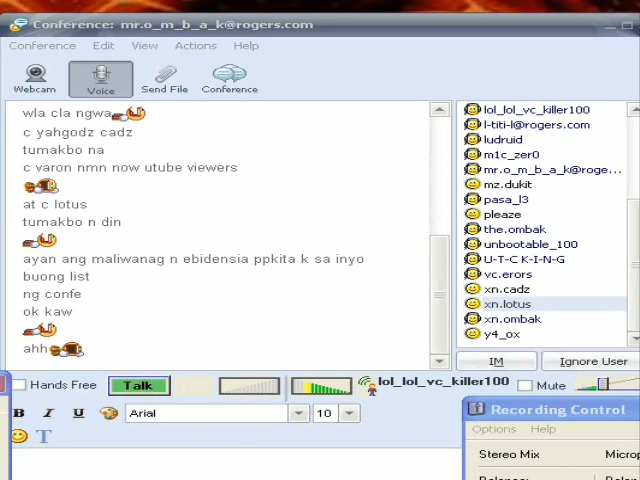 Conference: mr.o_m_b_a_k@rogers.com
Conference Edit View Actions Help
Webcam Voice Send File Conference
wla cla ngwa
c yahgodz cadz
tumakbo na
c varon nmn now utube viewers
at c lotus
tumakbo n din
ayan ang maliwanag n ebidensia ppkita k sa inyo
buong list
ng confe
ok kaw
ahh
lol_lol_vc_killer100
l-titi-l@rogers.com
ludruid
m1c_zer0
mr.o_m_b_a_k@roge...
mz.dukit
pasa_l3
pleaze
the.ombak
unbootable_100
U-T-C K-I-N-G
vc.erors
xn.cadz
xn.lotus
xn.ombak
y4_ox
IM Ignore User
Hands Free Talk lol_lol_vc_killer100 Mute
B I U Arial 10
T
Recording Control
Options Help
Stereo Mix Microp